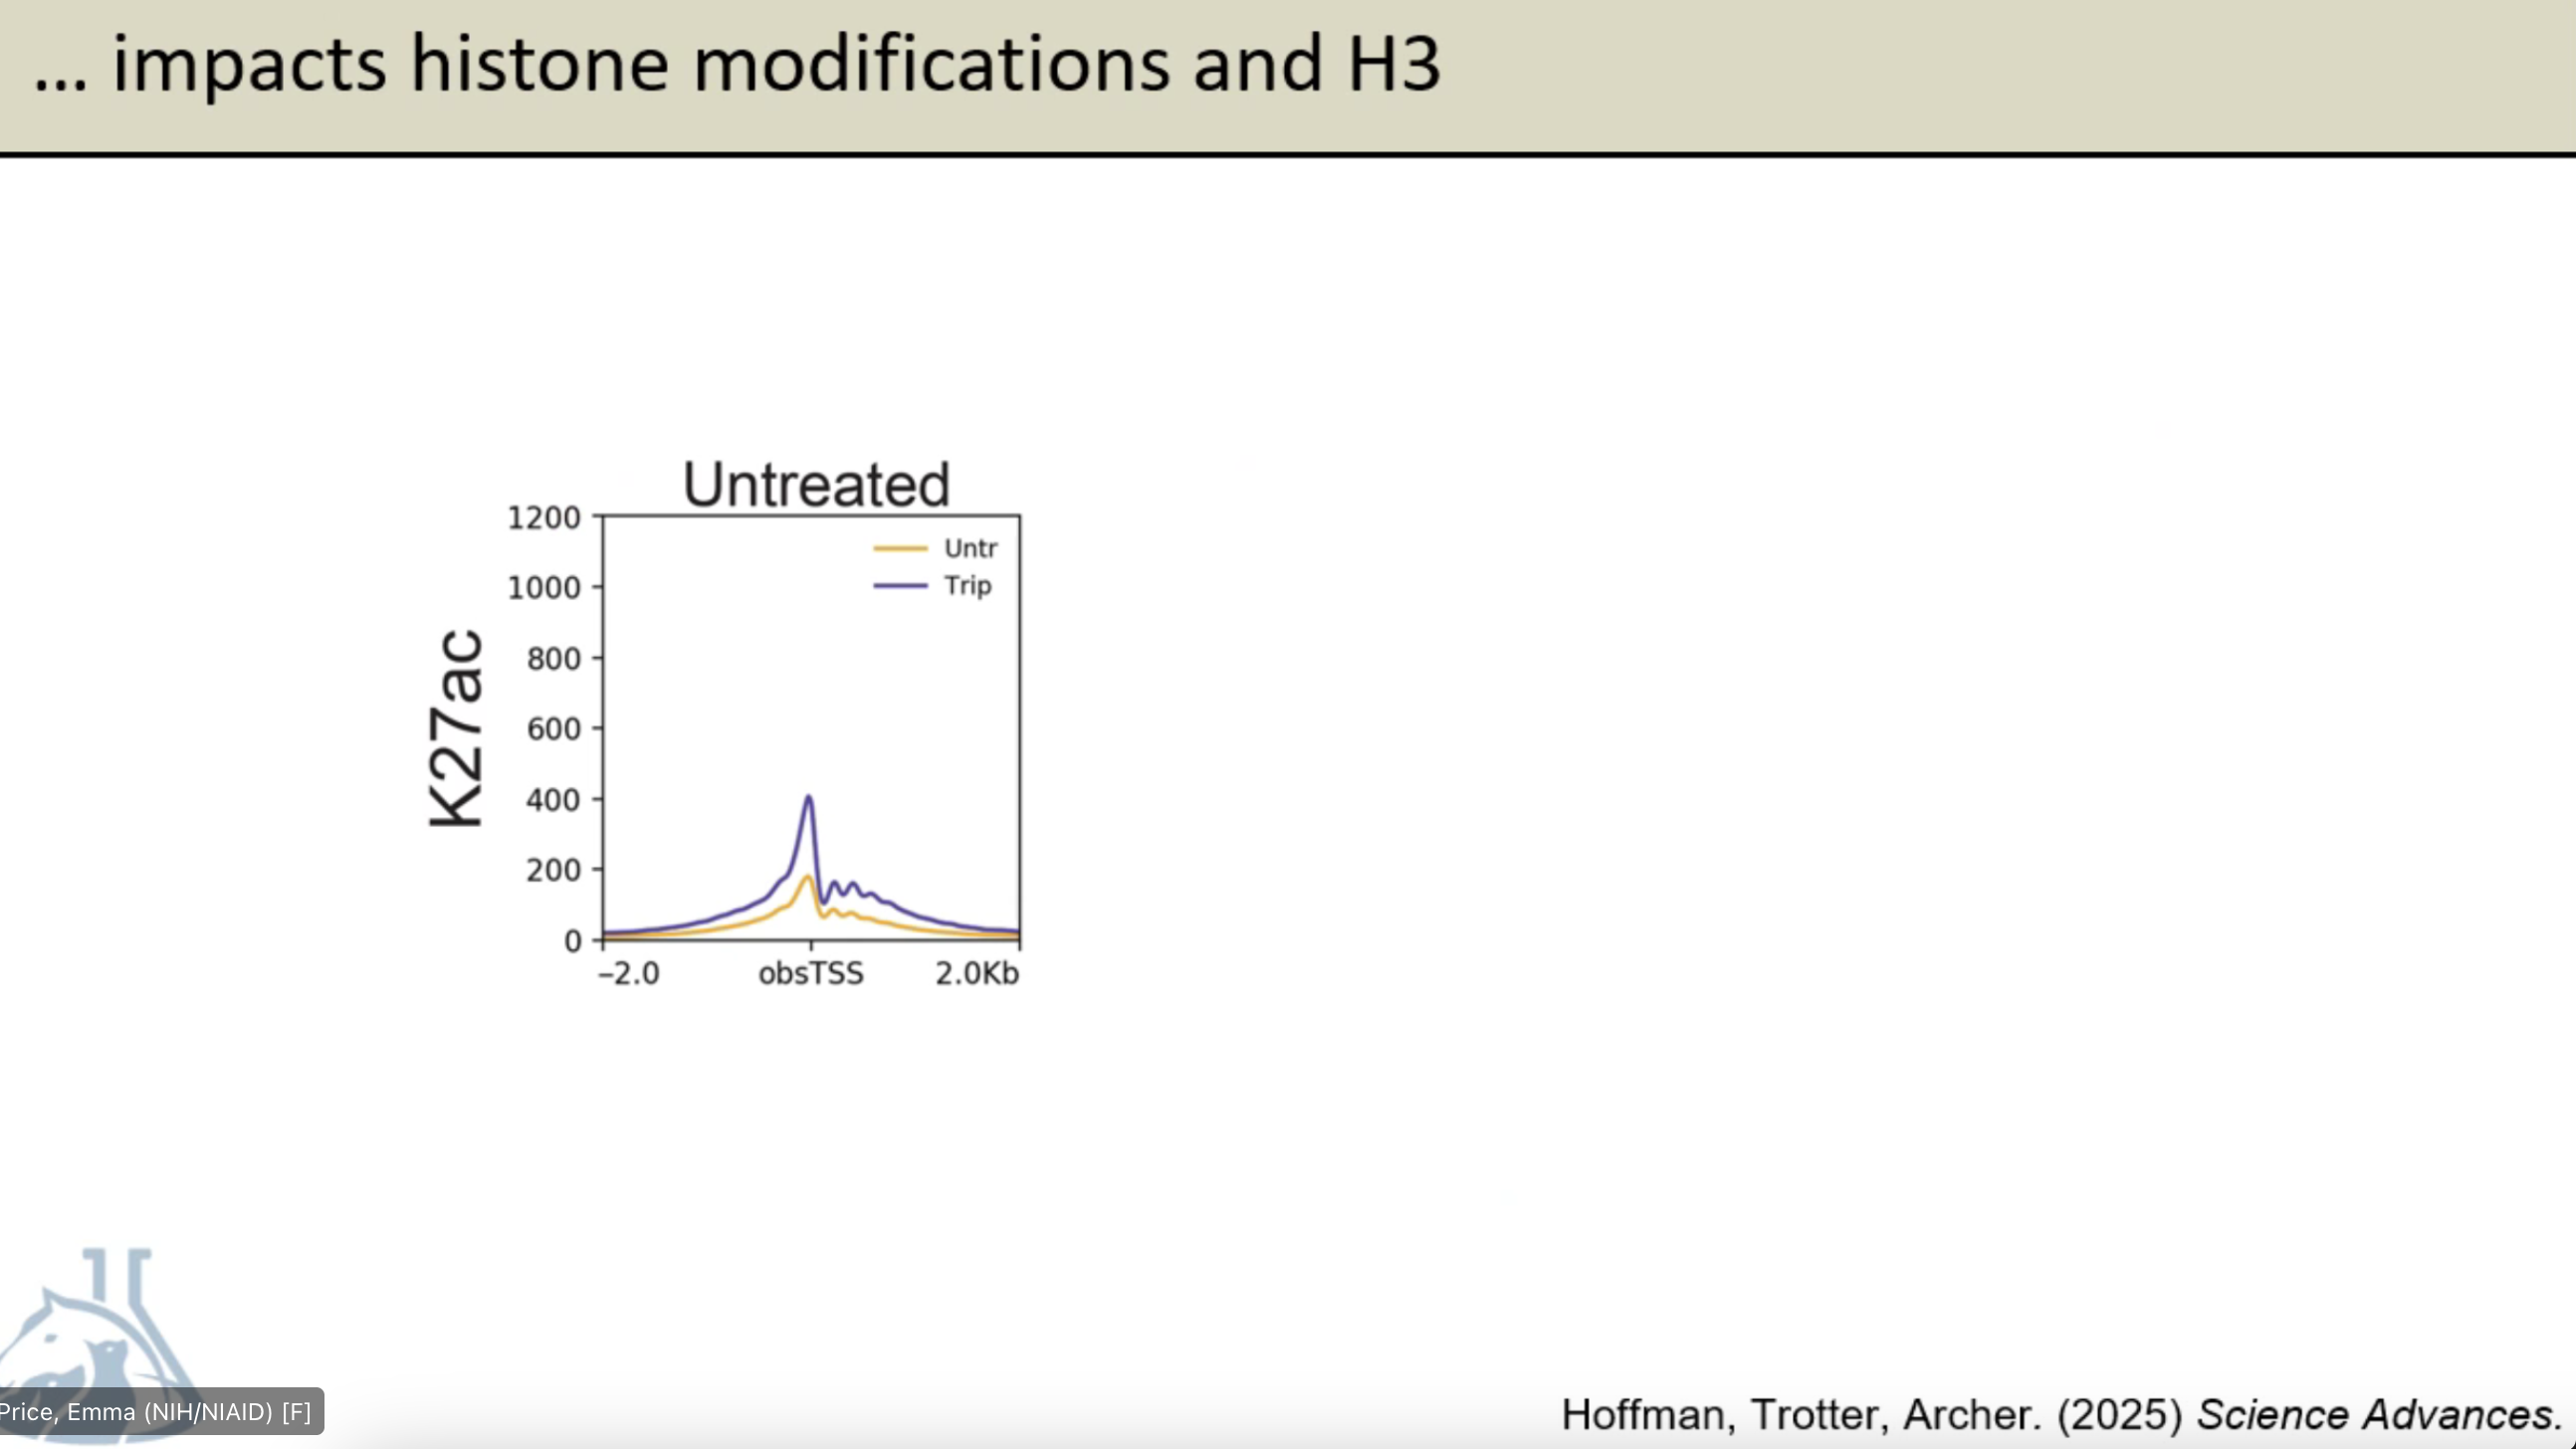 ... impacts histone modifications and H3
Untreated
K27ac
1200
1000
800
600
400
200
0
Untr
Trip
−2.0
obsTSS
2.0Kb
Price, Emma (NIH/NIAID) [F]
Hoffman, Trotter, Archer. (2025) Science Advances.